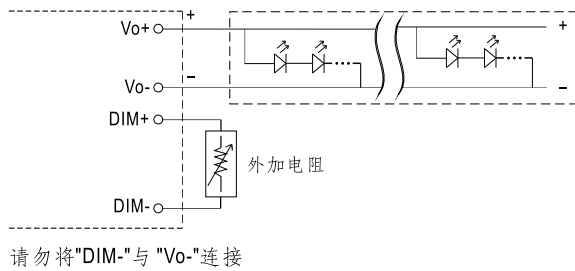 Vo+
+
+
Vo-
−
−
DIM+
外加电阻
DIM-
请勿将"DIM-"与 "Vo-"连接